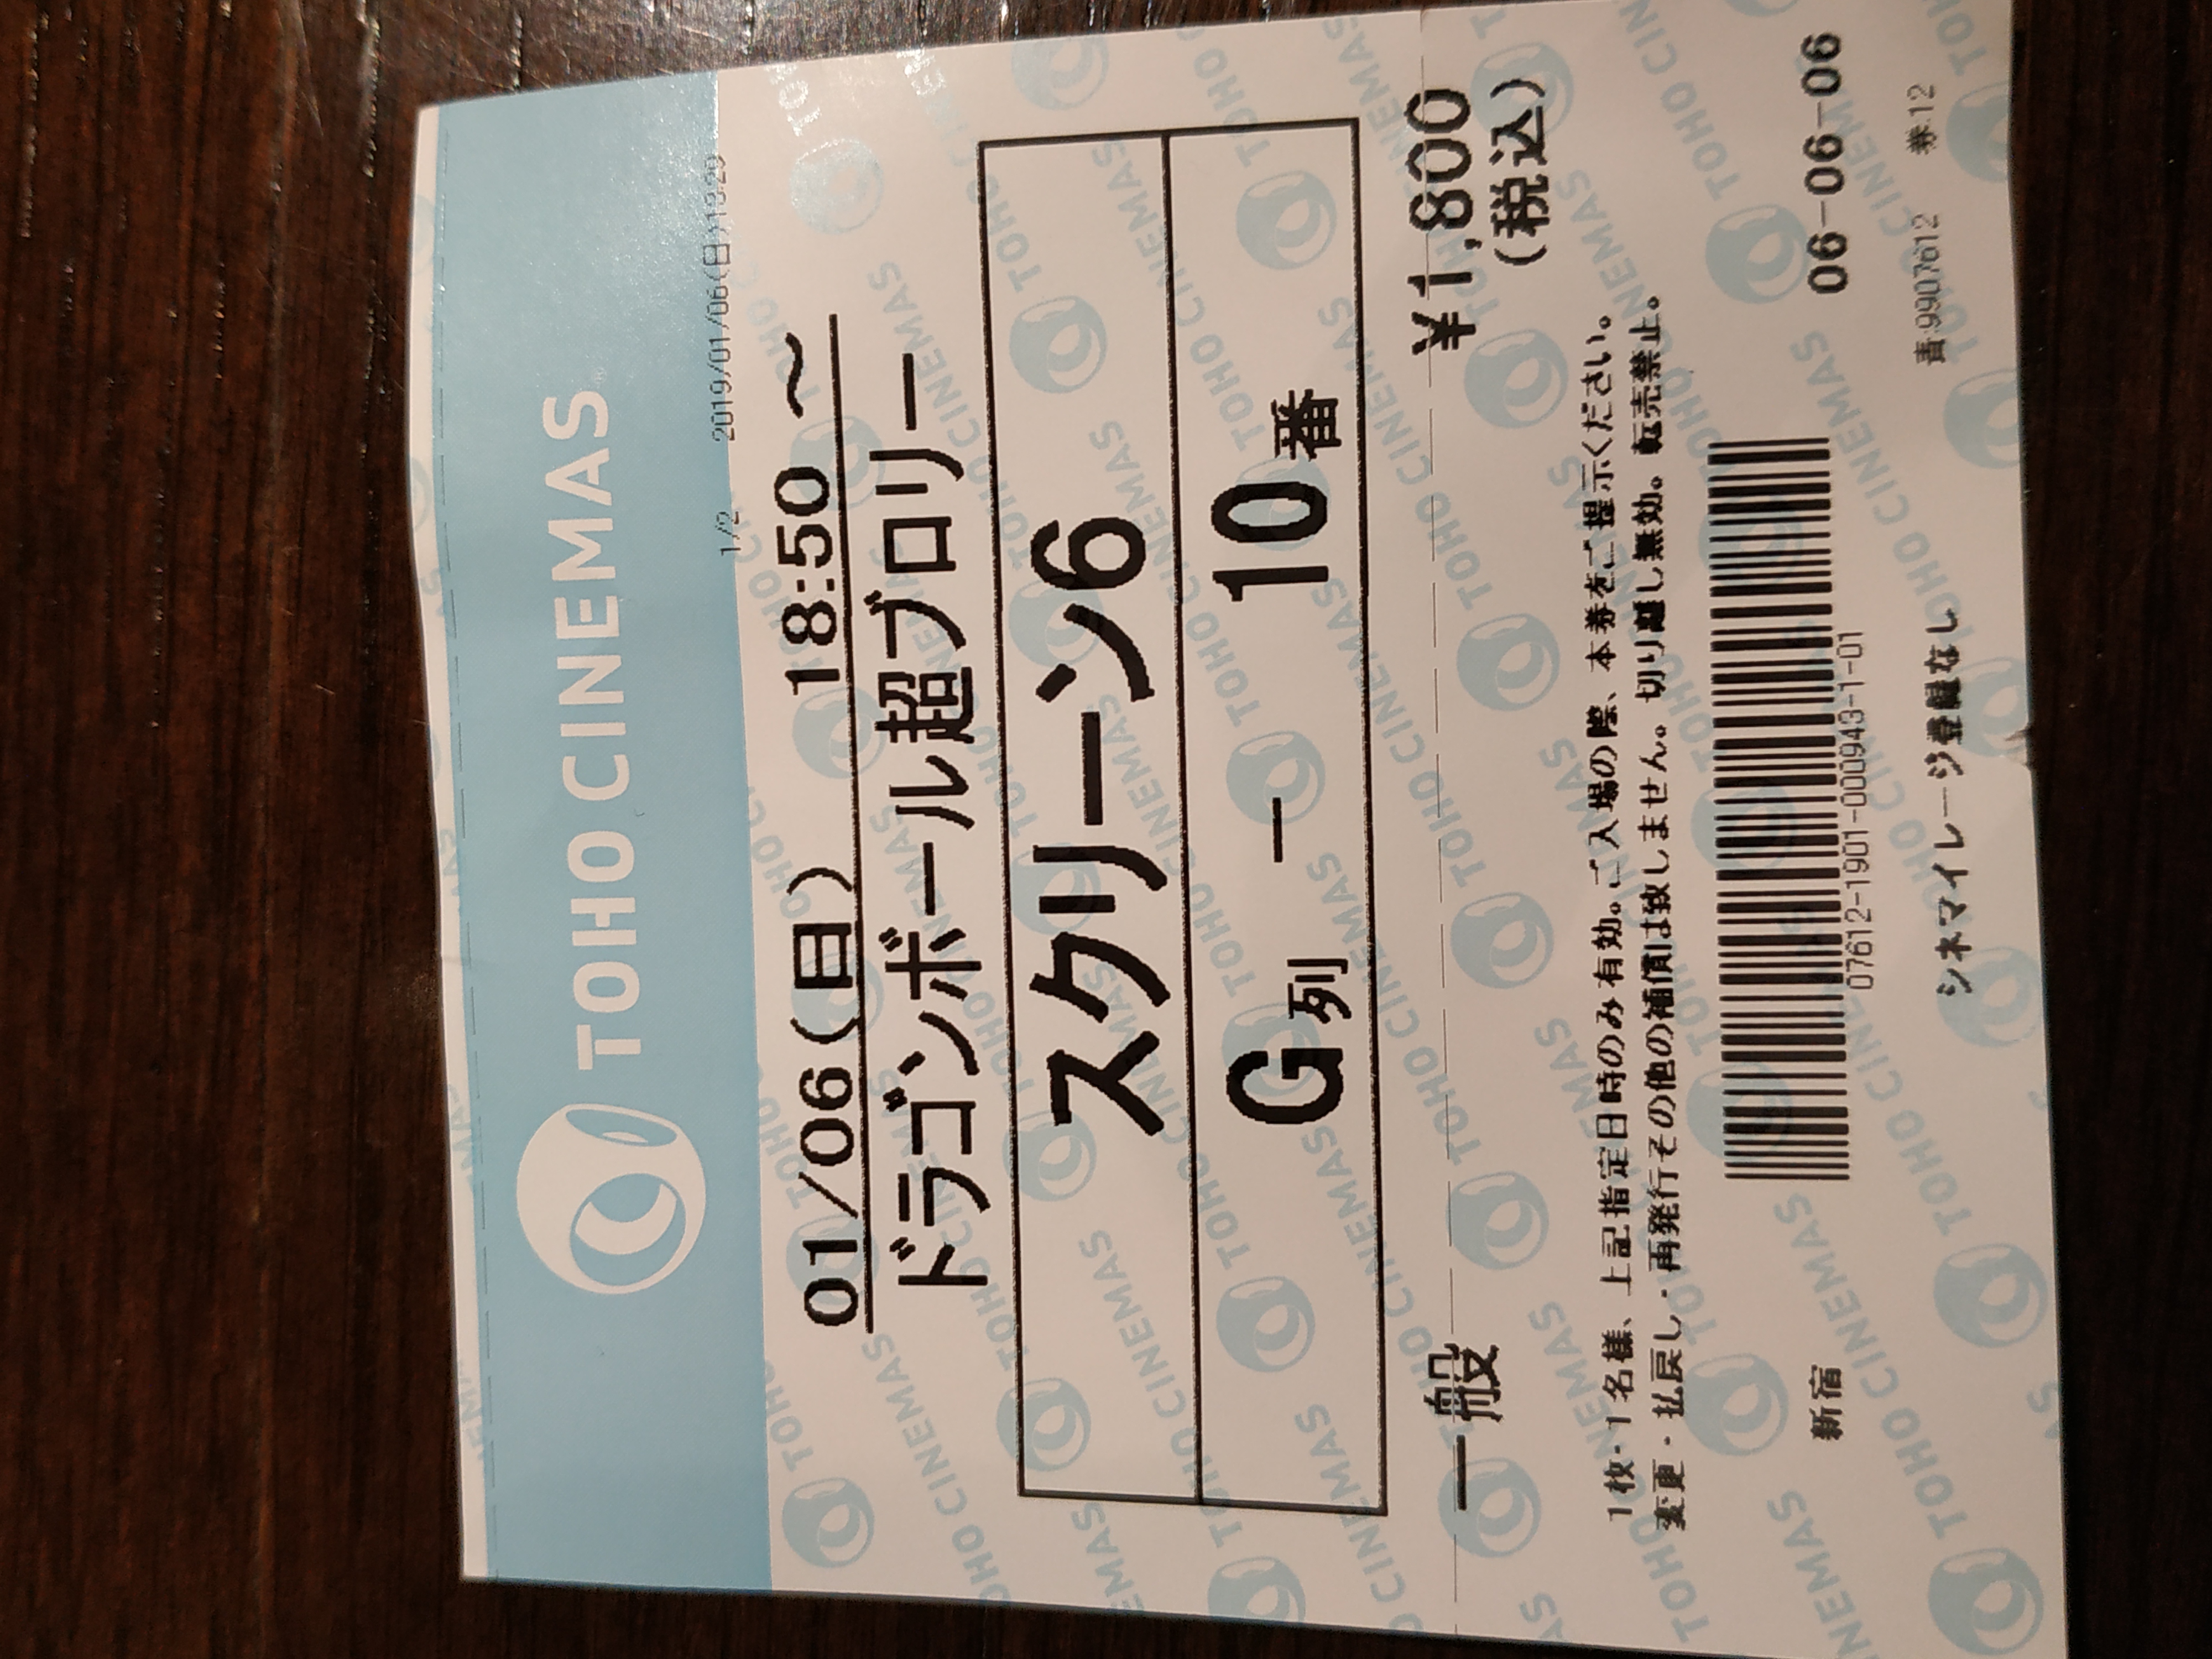 TOHO CINEMAS
1/2 2019/01/06(日)13:29
01/06(日) 18:50～
ドラゴンボール超ブロリー
スクリーン6
G列 － 10番
一般 ¥1,800
(税込)
1枚・1名様、上記指定日時のみ有効。ご入場の際、本券をご提示ください。
変更・払戻し・再発行その他の補償は致しません。切り離し無効。転売禁止。
新宿 06-06-06
07612-1901-000943-1-01
責:9907612 券:12
シネマイレージ登録なし